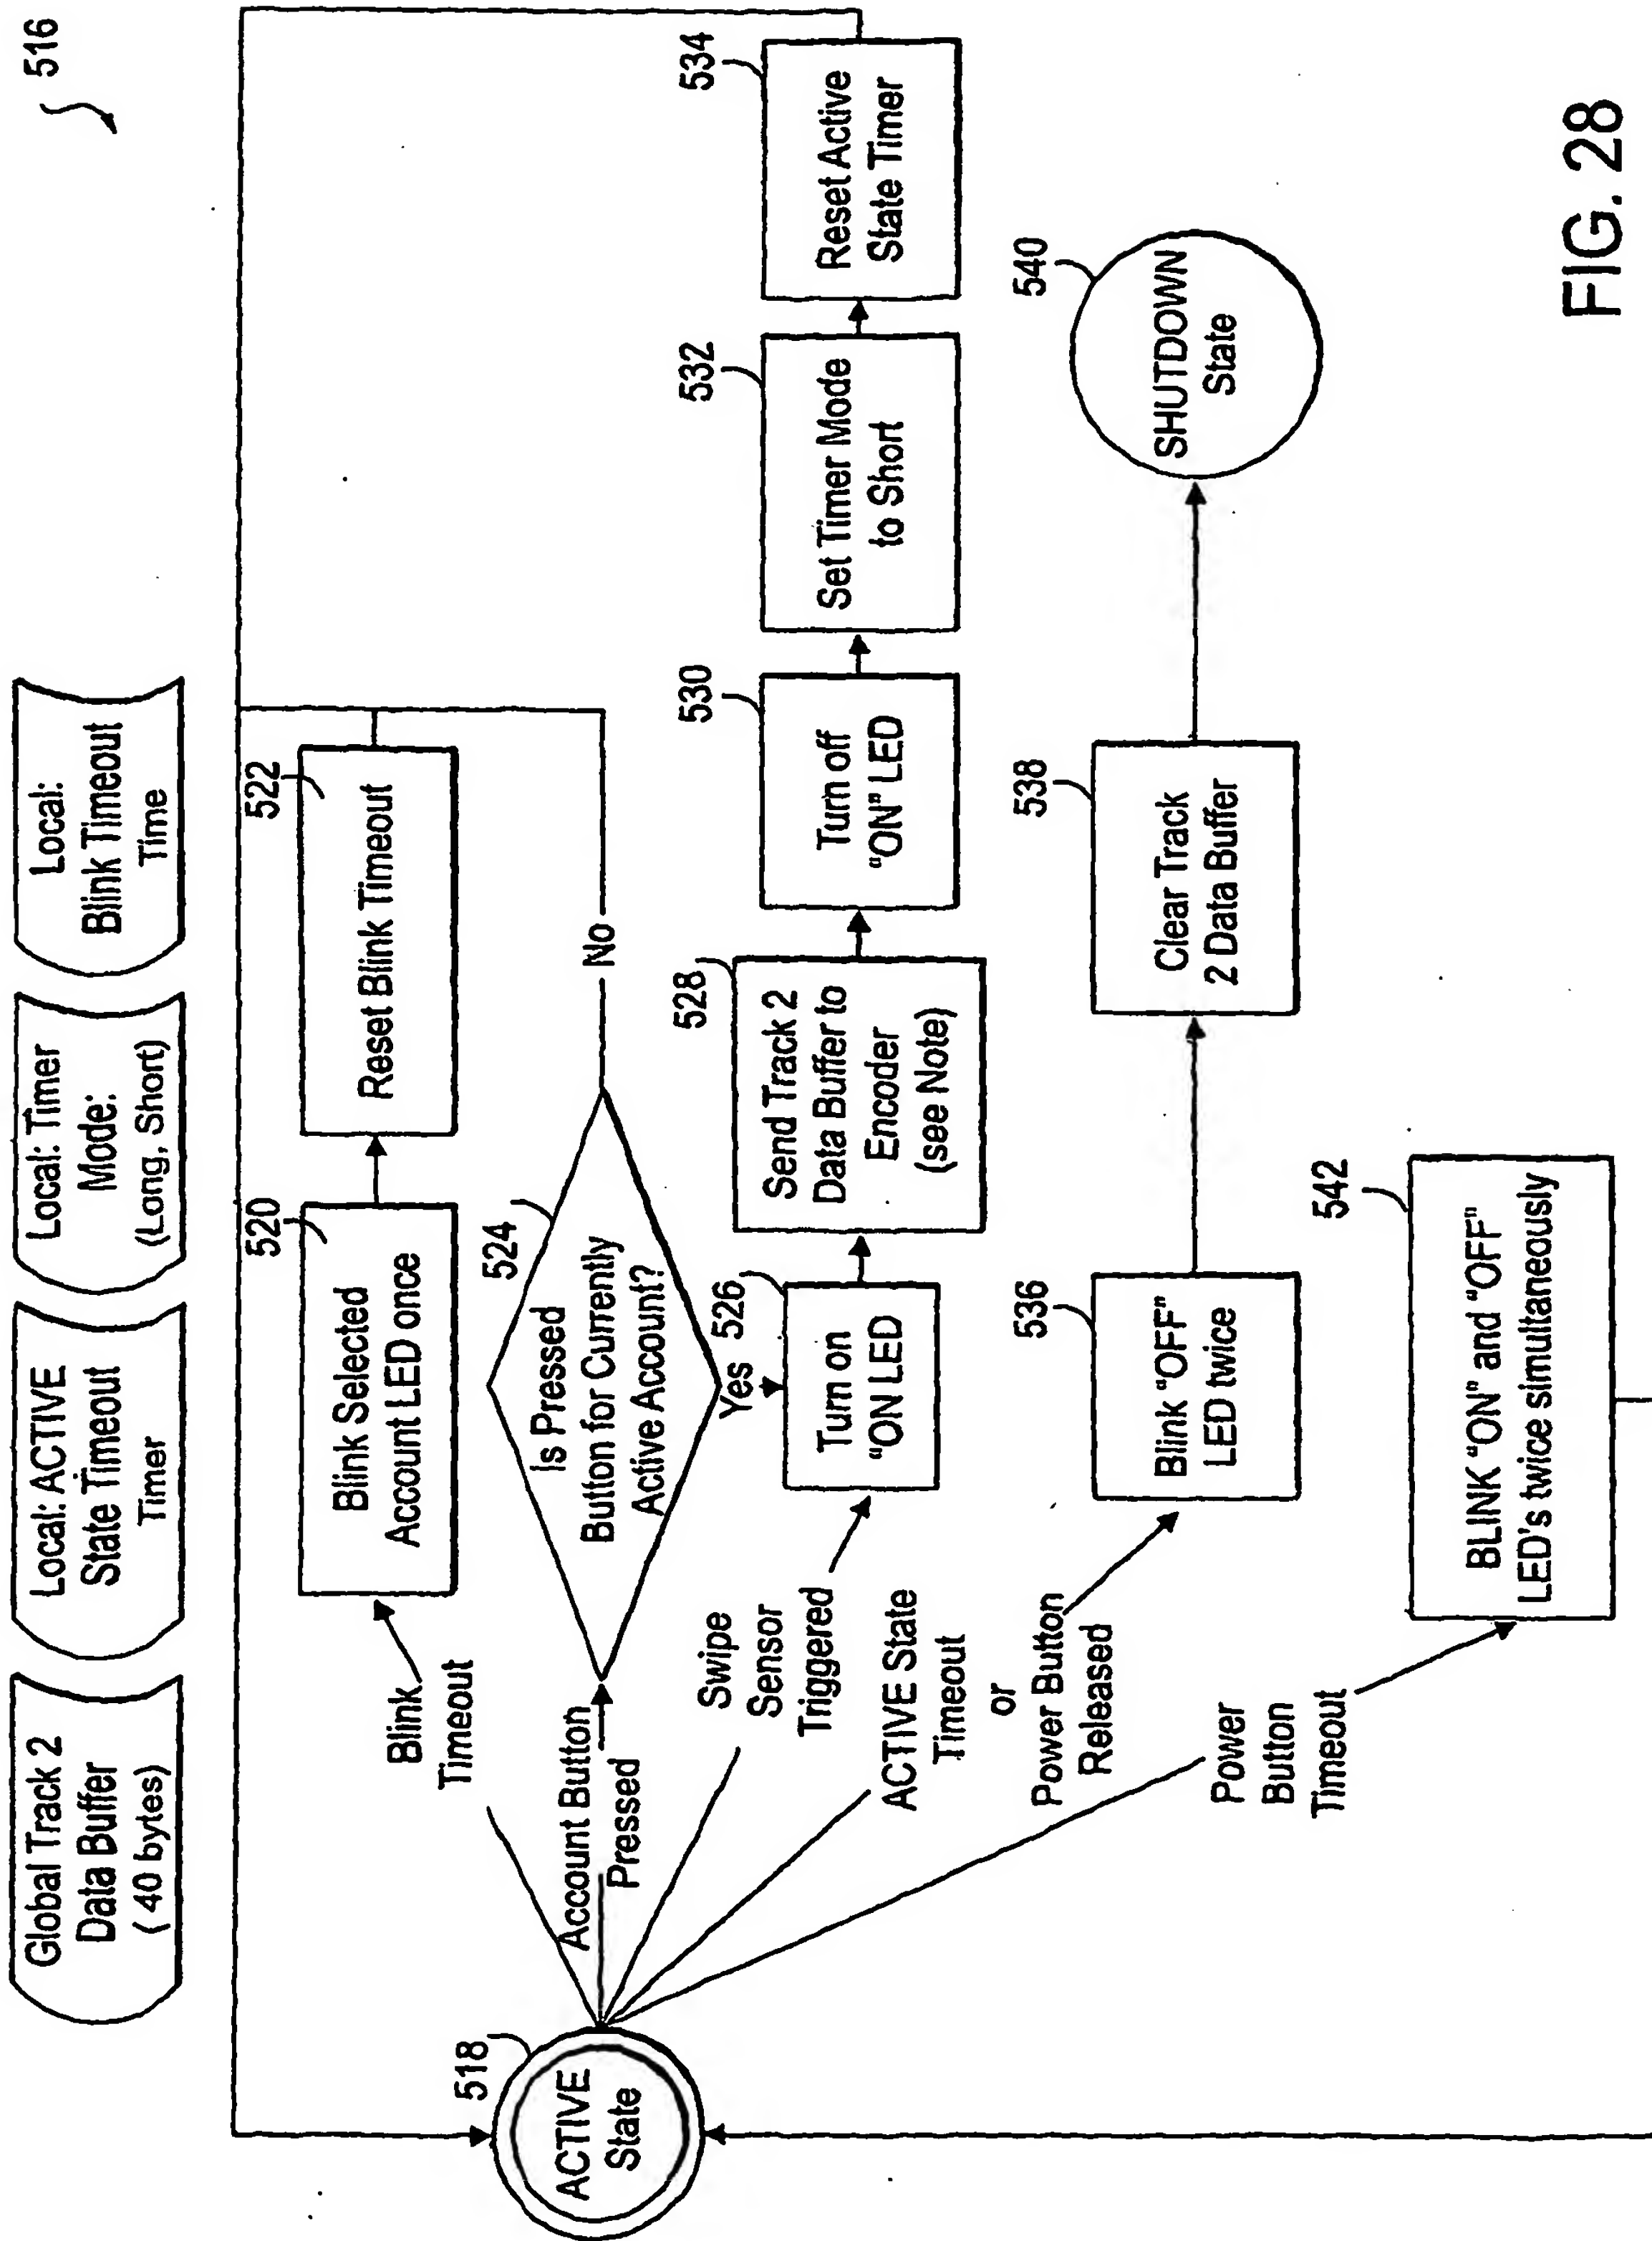 516
Global Track 2
Data Buffer
( 40 bytes)
Local: ACTIVE
State Timeout
Timer
Local: Timer
Mode:
(Long, Short)
Local:
Blink Timeout
Time
518
ACTIVE
State
Blink
Timeout
520
Blink Selected
Account LED once
522
Reset Blink Timeout
Account Button
Pressed
524
Is Pressed
Button for Currently
Active Account?
No
Yes
Swipe
Sensor
Triggered
526
Turn on
"ON LED
528
Send Track 2
Data Buffer to
Encoder
(see Note)
530
Turn off
"ON" LED
532
Set Timer Mode
to Short
534
Reset Active
State Timer
ACTIVE State
Timeout
or
Power Button
Released
536
Blink "OFF"
LED twice
538
Clear Track
2 Data Buffer
540
SHUTDOWN
State
Power
Button
Timeout
542
BLINK "ON" and "OFF"
LED's twice simultaneously
FIG. 28